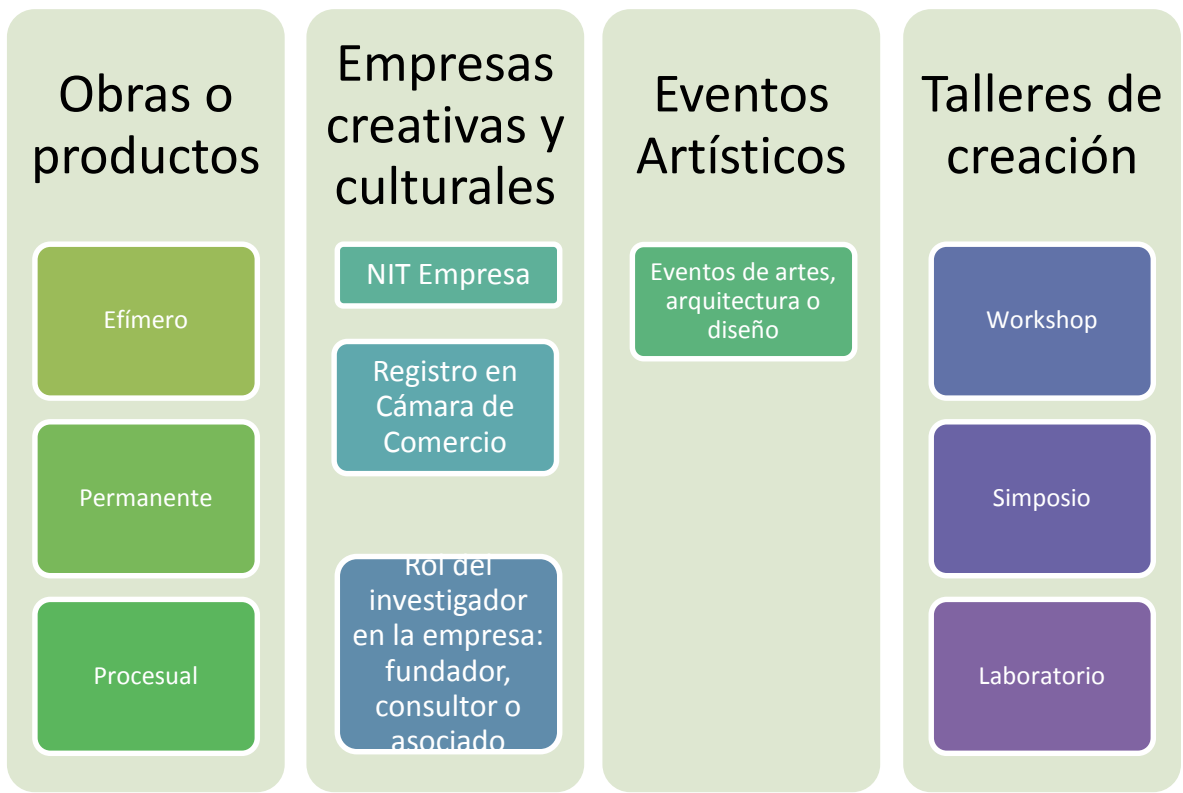 Obras o
productos
Efímero
Permanente
Procesual
Empresas
creativas y
culturales
NIT Empresa
Registro en
Cámara de
Comercio
Rol del
investigador
en la empresa:
fundador,
consultor o
asociado
Eventos
Artísticos
Eventos de artes,
arquitectura o
diseño
Talleres de
creación
Workshop
Simposio
Laboratorio